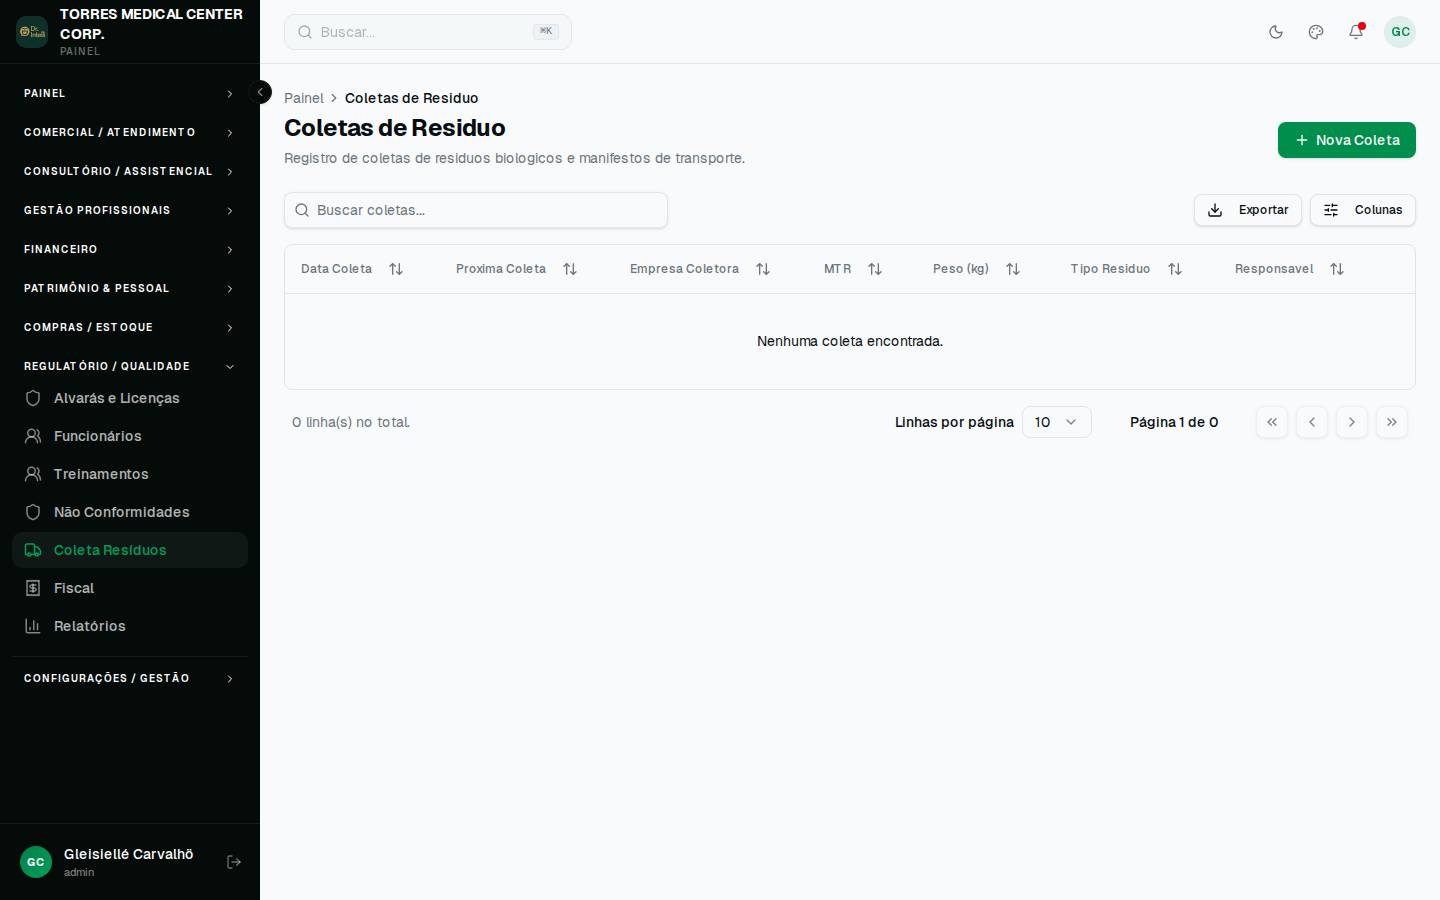 TORRES MEDICAL CENTER
CORP.
PAINEL
PAINEL
COMERCIAL / ATENDIMENTO
CONSULTÓRIO / ASSISTENCIAL
GESTÃO PROFISSIONAIS
FINANCEIRO
PATRIMÔNIO & PESSOAL
COMPRAS / ESTOQUE
REGULATÓRIO / QUALIDADE
Alvarás e Licenças
Funcionários
Treinamentos
Não Conformidades
Coleta Resíduos
Fiscal
Relatórios
CONFIGURAÇÕES / GESTÃO
GC
Gleisiellé Carvalhö
admin
Buscar...
⌘K
GC
Painel
Coletas de Residuo
Coletas de Residuo
Registro de coletas de residuos biologicos e manifestos de transporte.
Nova Coleta
Buscar coletas...
Exportar
Colunas
Data Coleta Proxima Coleta Empresa Coletora MTR Peso (kg) Tipo Residuo Responsavel
Nenhuma coleta encontrada.
0 linha(s) no total.
Linhas por página 10
Página 1 de 0